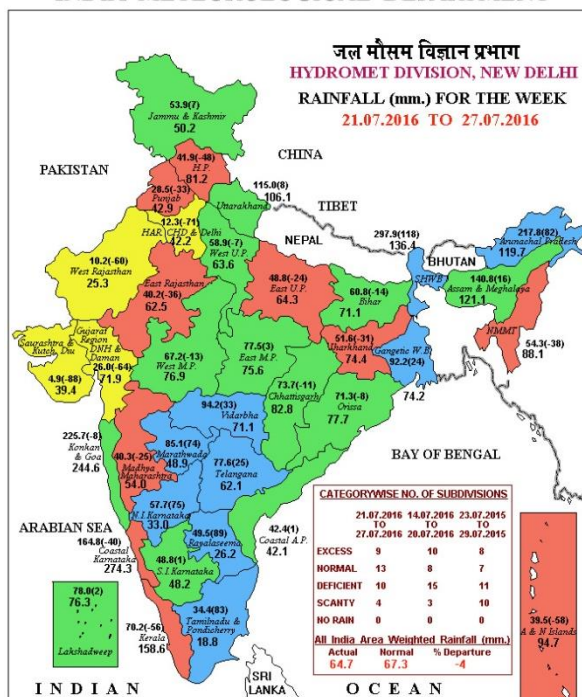 INDIA METEOROLOGICAL DEPARTMENT
जल मौसम विज्ञान प्रभाग
HYDROMET DIVISION, NEW DELHI
RAINFALL (mm.) FOR THE WEEK
21.07.2016 TO 27.07.2016
53.9(7)
Jammu & Kashmir
50.2
PAKISTAN
CHINA
41.9(-48)
H.P.
81.2
28.5(-33)
Punjab
42.9
115.0(8)
Uttarakhand
106.1
TIBET
12.3(-71)
HAR. CHD & Delhi
42.2
NEPAL
58.9(-7)
West U.P.
63.6
297.9(118)
136.4
SHWB
BHUTAN
217.8(82)
Arunachal Pradesh
119.7
10.2(-60)
West Rajasthan
25.3
East Rajasthan
40.2(-36)
62.5
48.8(-24)
East U.P.
64.3
60.8(-14)
Bihar
71.1
140.8(16)
Assam & Meghalaya
121.1
NMMT
54.3(-38)
88.1
Saurashtra &
Kutch, Diu
4.9(-88)
39.4
Gujarat
Region
DNH &
Daman
26.0(-64)
71.9
67.2(-13)
West M.P.
76.9
77.5(3)
East M.P.
75.6
51.6(-31)
Jharkhand
74.4
Gangetic W.B.
92.2(24)
74.2
73.7(-11)
Chhattisgarh
82.8
71.3(-8)
Orissa
77.7
94.2(33)
Vidarbha
71.1
225.7(-8)
Konkan
and Goa
244.6
85.1(74)
Marathwada
48.9
40.3(-25)
Madhya
Maharashtra
54.0
77.6(25)
Telangana
62.1
BAY OF BENGAL
ARABIAN SEA
57.7(75)
N.I.Karnataka
33.0
164.8(-40)
Coastal
Karnataka
274.3
49.5(89)
Rayalaseema
26.2
42.4(1)
Coastal A.P.
42.1
48.8(1)
S.I.Karnataka
48.2
78.0(2)
76.3
Lakshadweep
34.4(83)
Tamilnadu &
Pondicherry
18.8
70.2(-56)
Kerala
158.6
CATEGORYWISE NO. OF SUBDIVISIONS
21.07.2016 14.07.2016 23.07.2015
TO TO TO
27.07.2016 20.07.2016 29.07.2015
EXCESS 9 10 8
NORMAL 13 8 7
DEFICIENT 10 15 11
SCANTY 4 3 10
NO RAIN 0 0 0
All India Area Weighted Rainfall (mm.)
Actual Normal % Departure
64.7 67.3 -4
39.5(-58)
A & N Islands
94.7
SRI
LANKA
INDIAN OCEAN